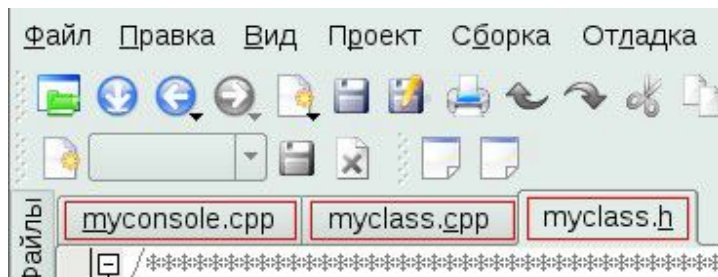 Файл Правка Вид Проект Сборка Отладка
myconsole.cpp myclass.cpp myclass.h
Файлы
/******************************************************